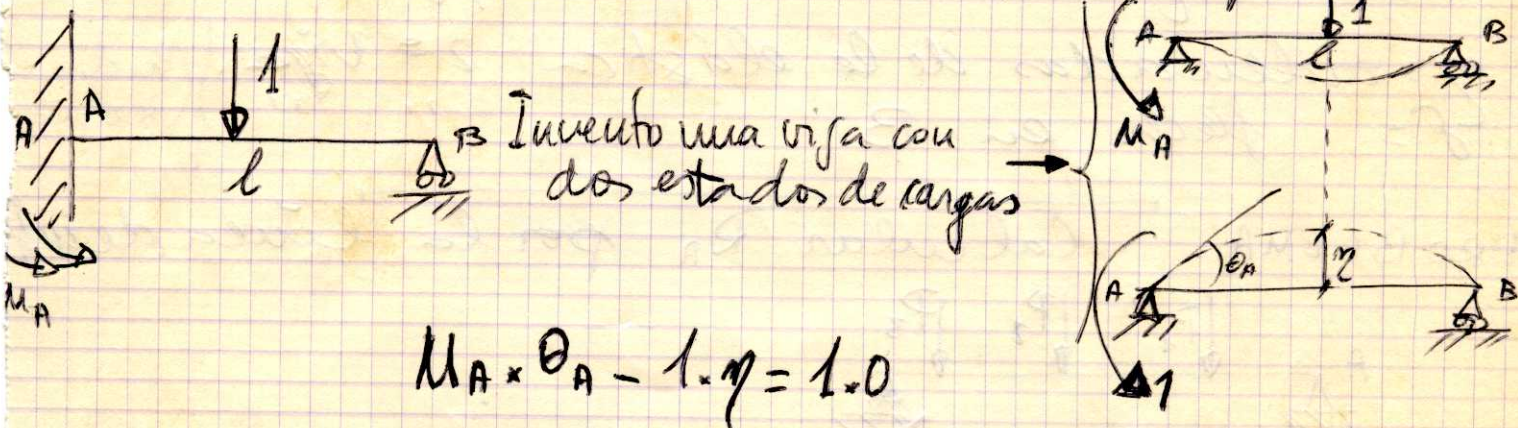 A
A
1
l
B
M_A
Invento una viga con
dos estados de cargas
A
1
l
B
M_A
A
θ_A
η
B
1
M_A × θ_A - 1·η = 1·0